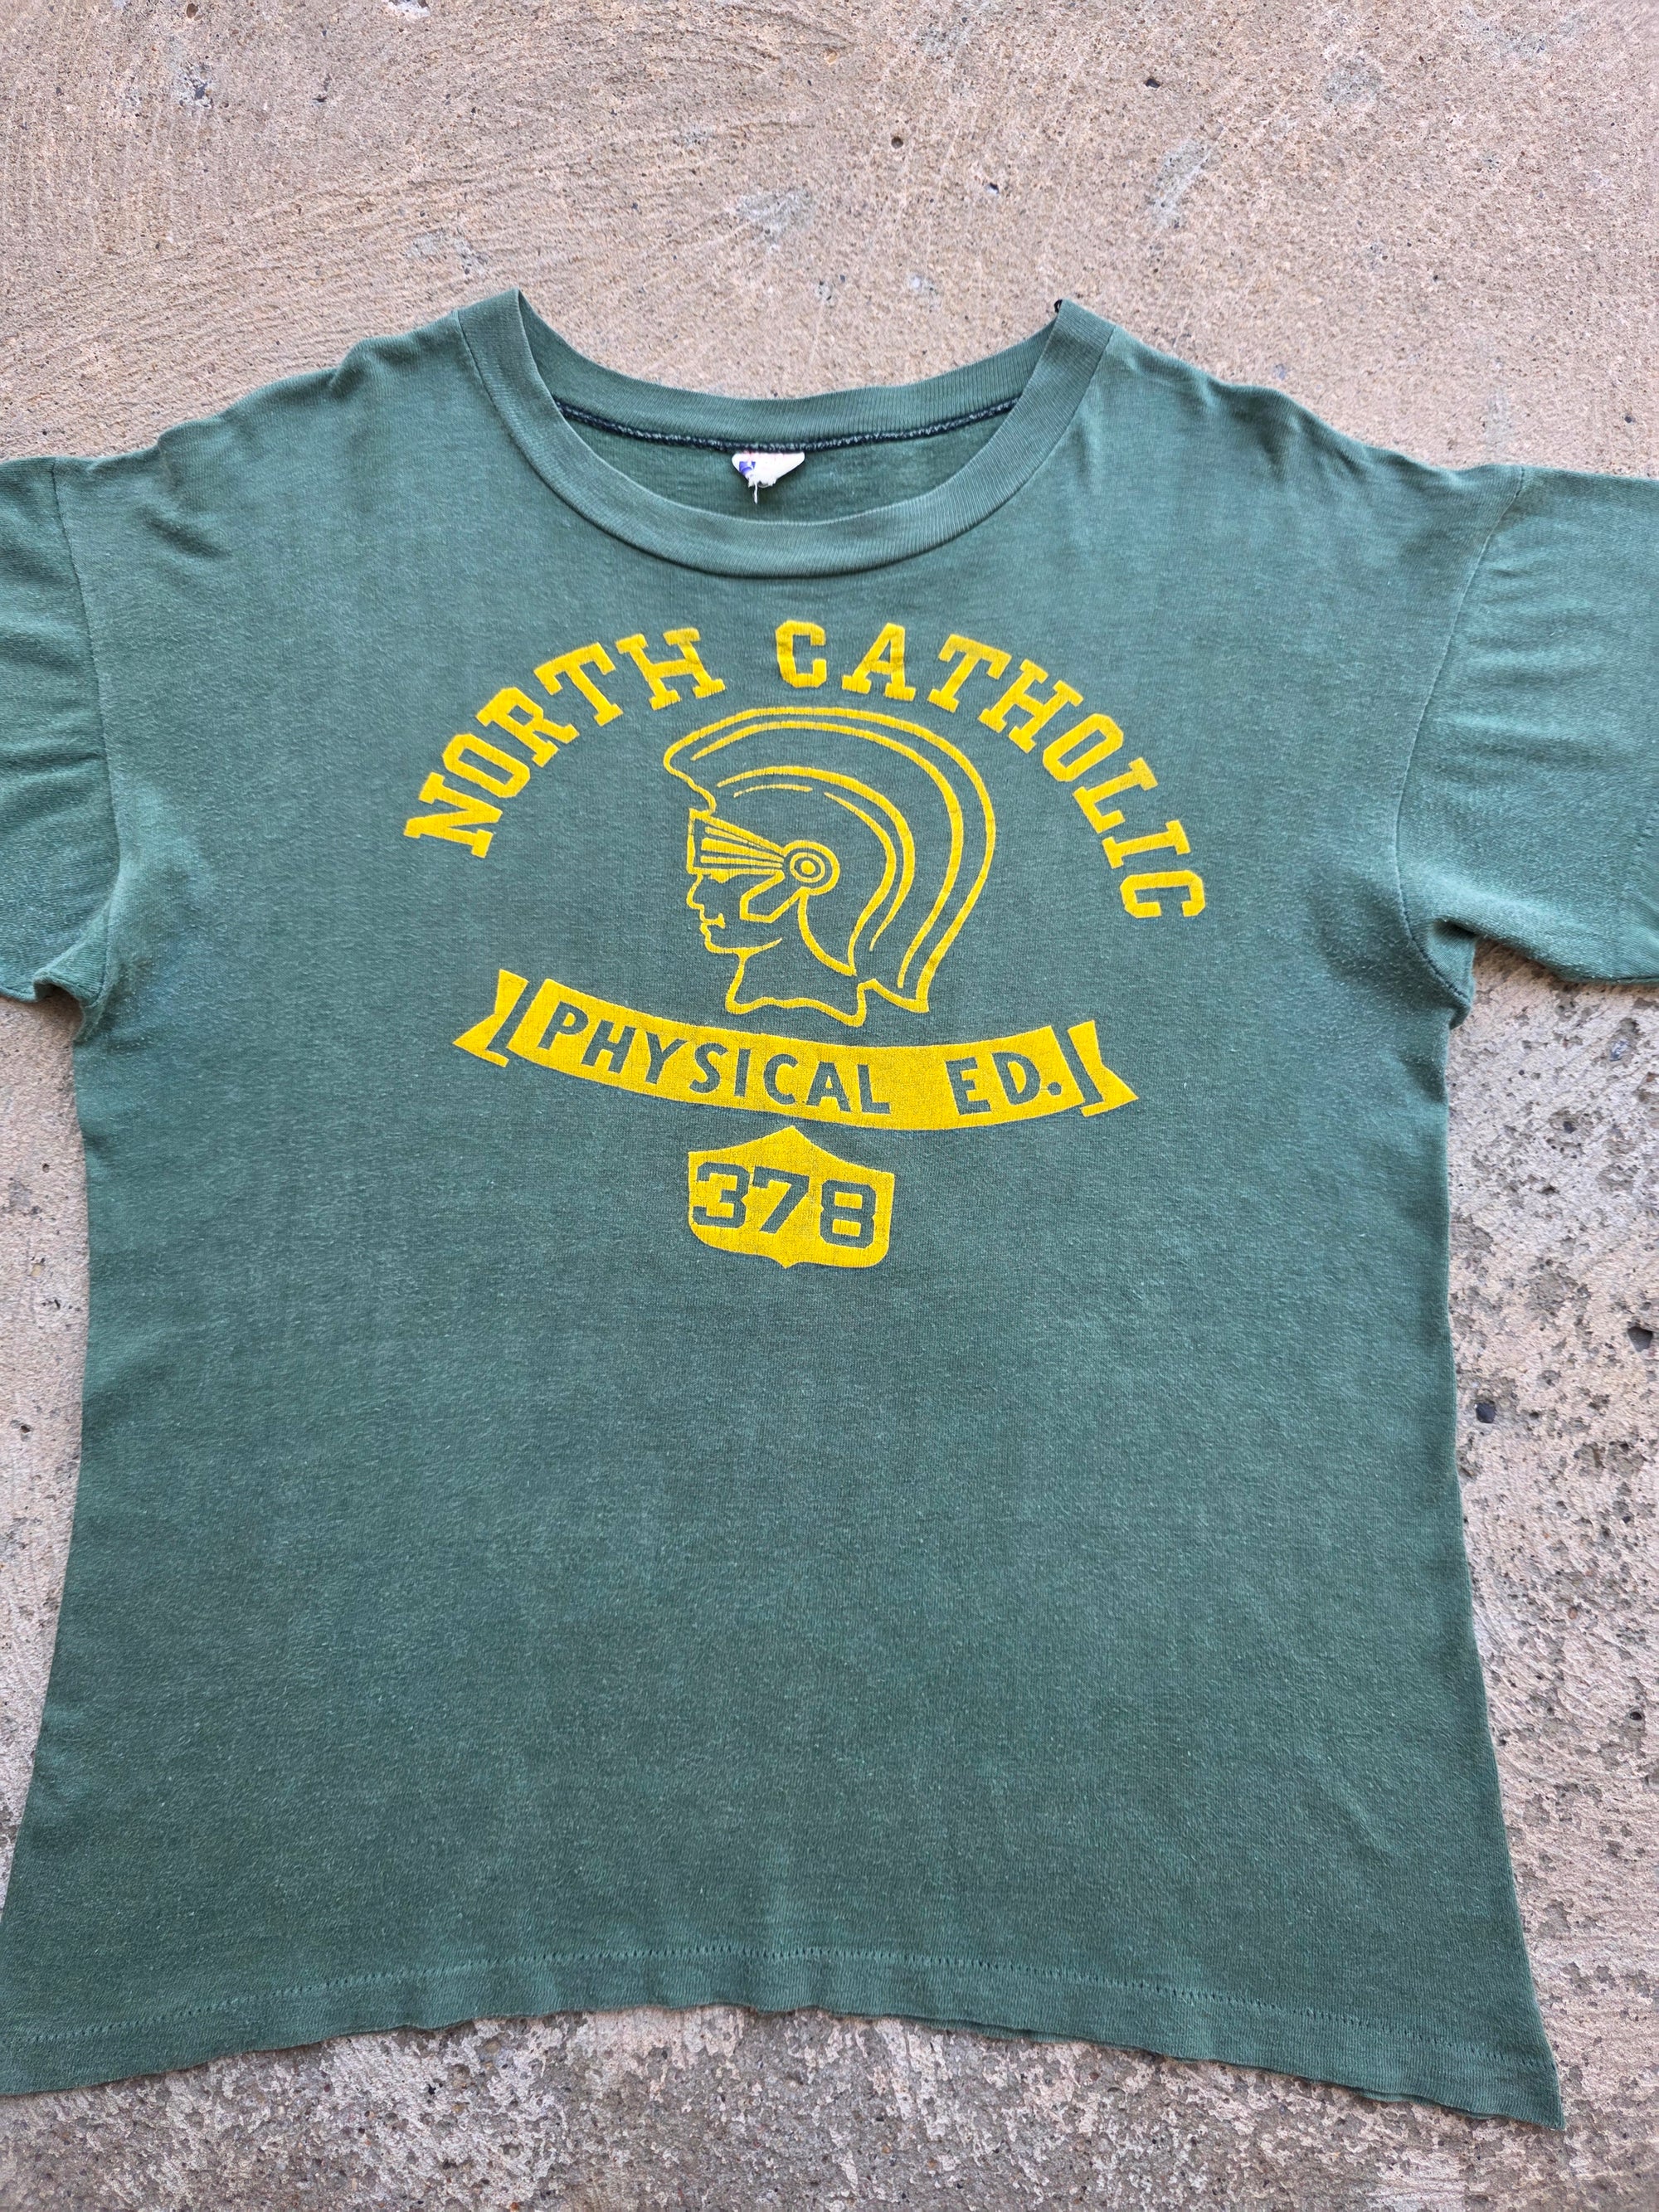 NORTH CATHOLIC
PHYSICAL ED.
378